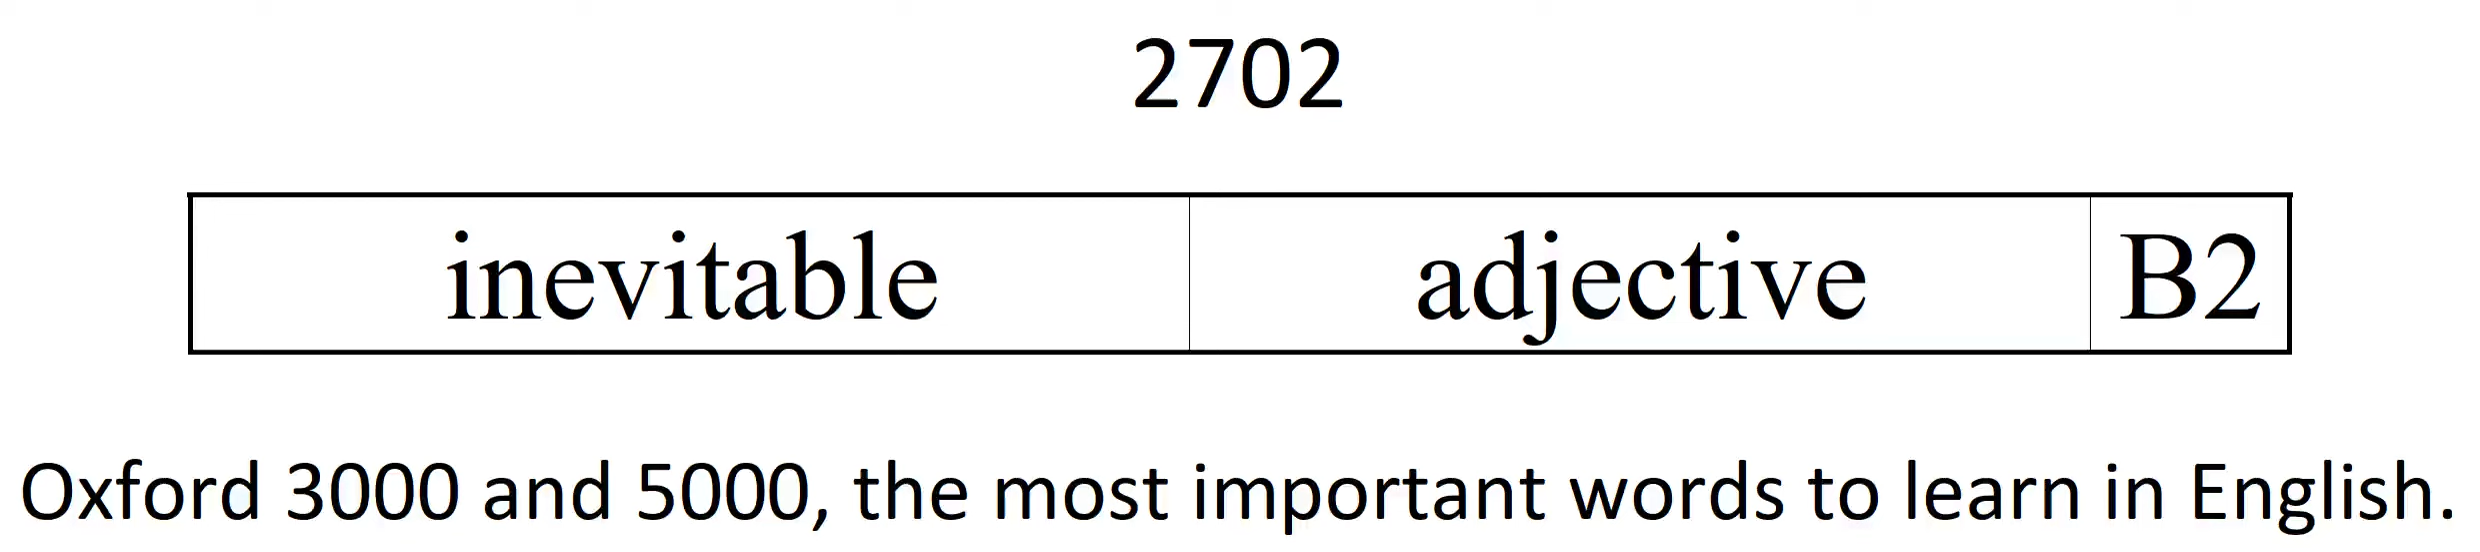 2702
inevitable adjective B2
Oxford 3000 and 5000, the most important words to learn in English.